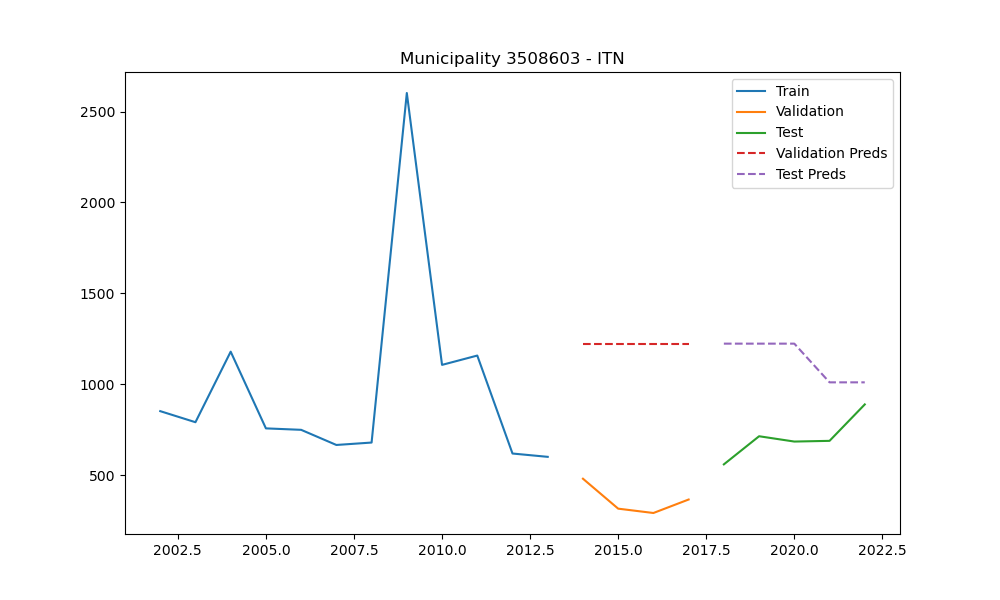 Municipality 3508603 - ITN
Train
Validation
Test
Validation Preds
Test Preds
2500
2000
1500
1000
500
2002.5 2005.0 2007.5 2010.0 2012.5 2015.0 2017.5 2020.0 2022.5